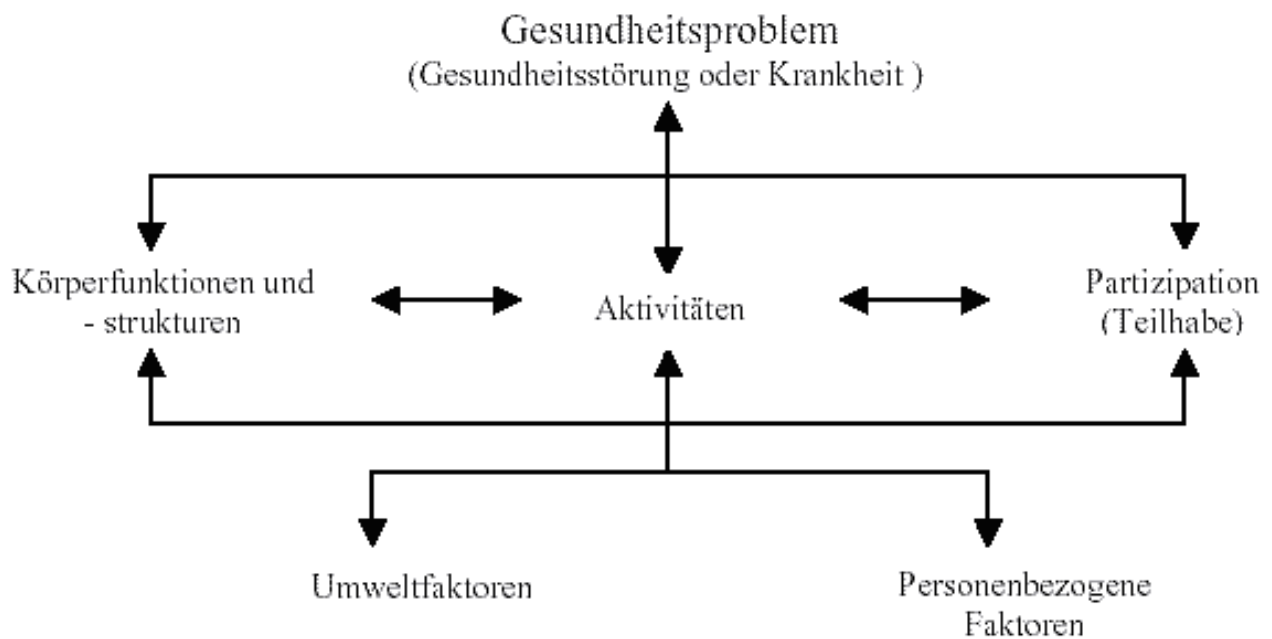 Gesundheitsproblem
(Gesundheitsstörung oder Krankheit )
Körperfunktionen und
- strukturen
Aktivitäten
Partizipation
(Teilhabe)
Umweltfaktoren
Personenbezogene
Faktoren